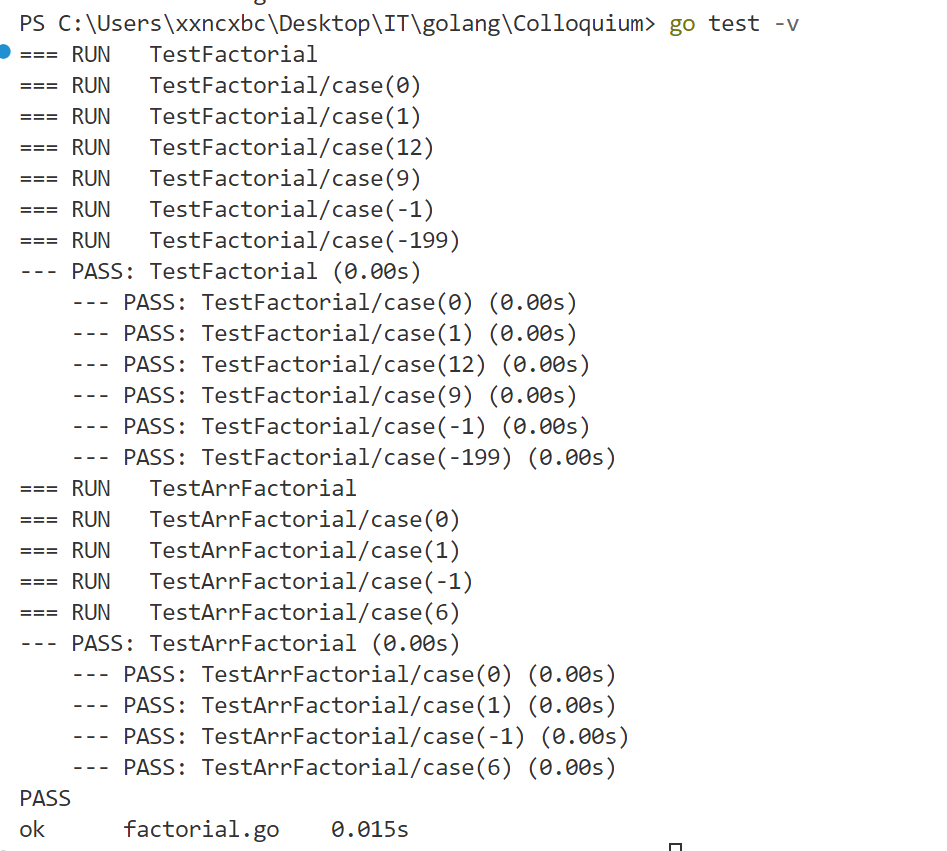 PS C:\Users\xxncxbc\Desktop\IT\golang\Colloquium> go test -v
=== RUN   TestFactorial
=== RUN   TestFactorial/case(0)
=== RUN   TestFactorial/case(1)
=== RUN   TestFactorial/case(12)
=== RUN   TestFactorial/case(9)
=== RUN   TestFactorial/case(-1)
=== RUN   TestFactorial/case(-199)
--- PASS: TestFactorial (0.00s)
    --- PASS: TestFactorial/case(0) (0.00s)
    --- PASS: TestFactorial/case(1) (0.00s)
    --- PASS: TestFactorial/case(12) (0.00s)
    --- PASS: TestFactorial/case(9) (0.00s)
    --- PASS: TestFactorial/case(-1) (0.00s)
    --- PASS: TestFactorial/case(-199) (0.00s)
=== RUN   TestArrFactorial
=== RUN   TestArrFactorial/case(0)
=== RUN   TestArrFactorial/case(1)
=== RUN   TestArrFactorial/case(-1)
=== RUN   TestArrFactorial/case(6)
--- PASS: TestArrFactorial (0.00s)
    --- PASS: TestArrFactorial/case(0) (0.00s)
    --- PASS: TestArrFactorial/case(1) (0.00s)
    --- PASS: TestArrFactorial/case(-1) (0.00s)
    --- PASS: TestArrFactorial/case(6) (0.00s)
PASS
ok      factorial.go    0.015s